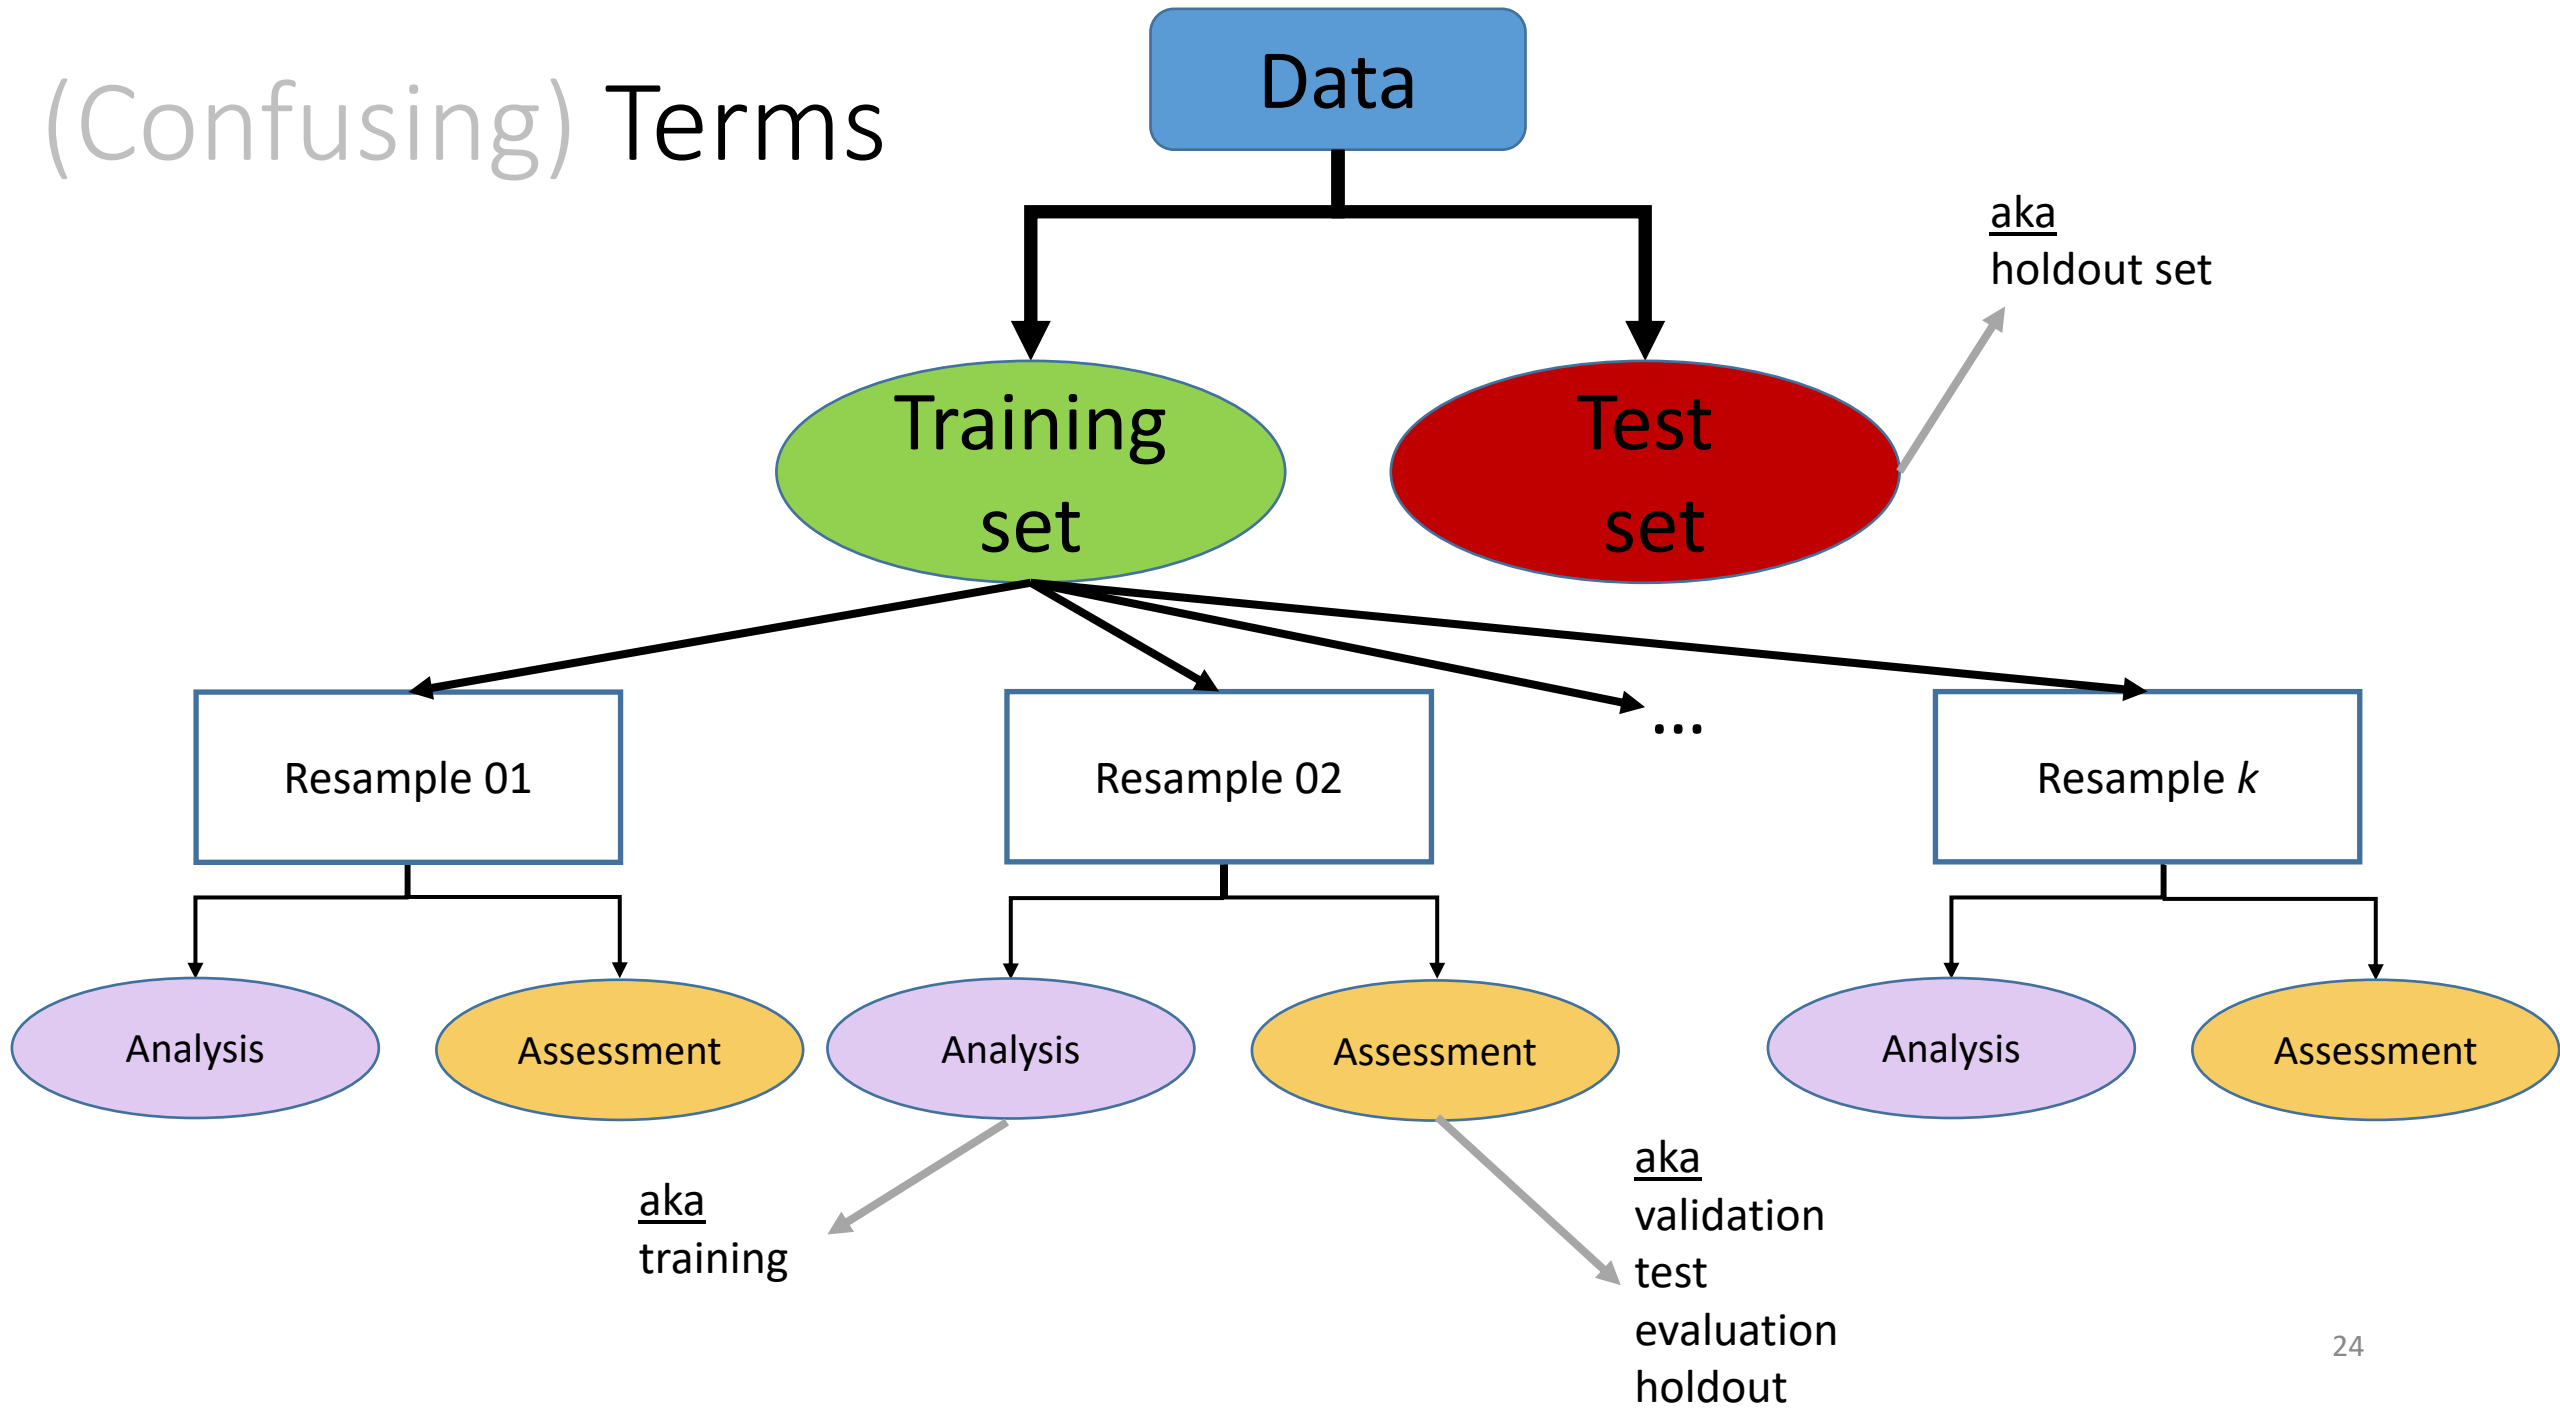 (Confusing) Terms
Data
aka
holdout set
Training
set
Test
set
...
Resample 01
Resample 02
Resample k
Analysis
Assessment
Analysis
Assessment
Analysis
Assessment
aka
training
aka
validation
test
evaluation
holdout
24